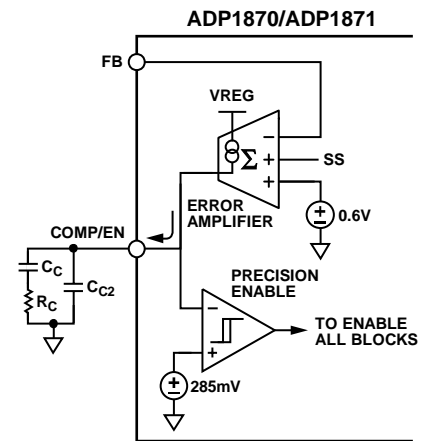 ADP1870/ADP1871
FB
VREG
Σ
−
+
+
SS
COMP/EN
ERROR
AMPLIFIER
+
−
0.6V
CC
RC
CC2
PRECISION
ENABLE
−
+
TO ENABLE
ALL BLOCKS
+
−
285mV